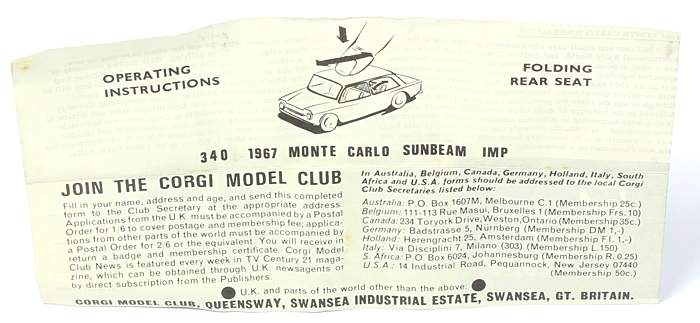 OPERATING
INSTRUCTIONS
FOLDING
REAR SEAT
340 1967 MONTE CARLO SUNBEAM IMP
JOIN THE CORGI MODEL CLUB
Fill in your name, address and age, and send this completed
form to the Club Secretary at the appropriate address.
Applications from the U.K. must be accompanied by a Postal
Order for 1/6 to cover postage and membership fee; applica-
tions from other parts of the world must be accompanied by
a Postal Order for 2/6 or the equivalent. You will receive in
return a badge and membership certificate. Corgi Model
Club News is featured every week in TV Century 21 maga-
zine, which can be obtained through U.K. newsagents or
by direct subscription from the Publishers.
In Australia, Belgium, Canada, Germany, Holland, Italy, South
Africa and U.S.A. forms should be addressed to the local Corgi
Club Secretaries listed below:
Australia: P.O. Box 1607M, Melbourne C.1 (Membership 25c.)
Belgium: 111-113 Rue Masui, Bruxelles 1 (Membership Frs. 10)
Canada: 234 Toryork Drive, Weston, Ontario (Membership 35c.)
Germany: Badstrasse 5, Nürnberg (Membership DM 1,-)
Holland: Herengracht 25, Amsterdam (Membership Fl. 1,-)
Italy: Via Disciplini 7, Milano (303) (Membership L.150)
S. Africa: P.O. Box 6024, Johannesburg (Membership R. 0.25)
U.S.A.: 14 Industrial Road, Pequannock, New Jersey 07440
(Membership 50c.)
U.K. and parts of the world other than the above:
CORGI MODEL CLUB, QUEENSWAY, SWANSEA INDUSTRIAL ESTATE, SWANSEA, GT. BRITAIN.